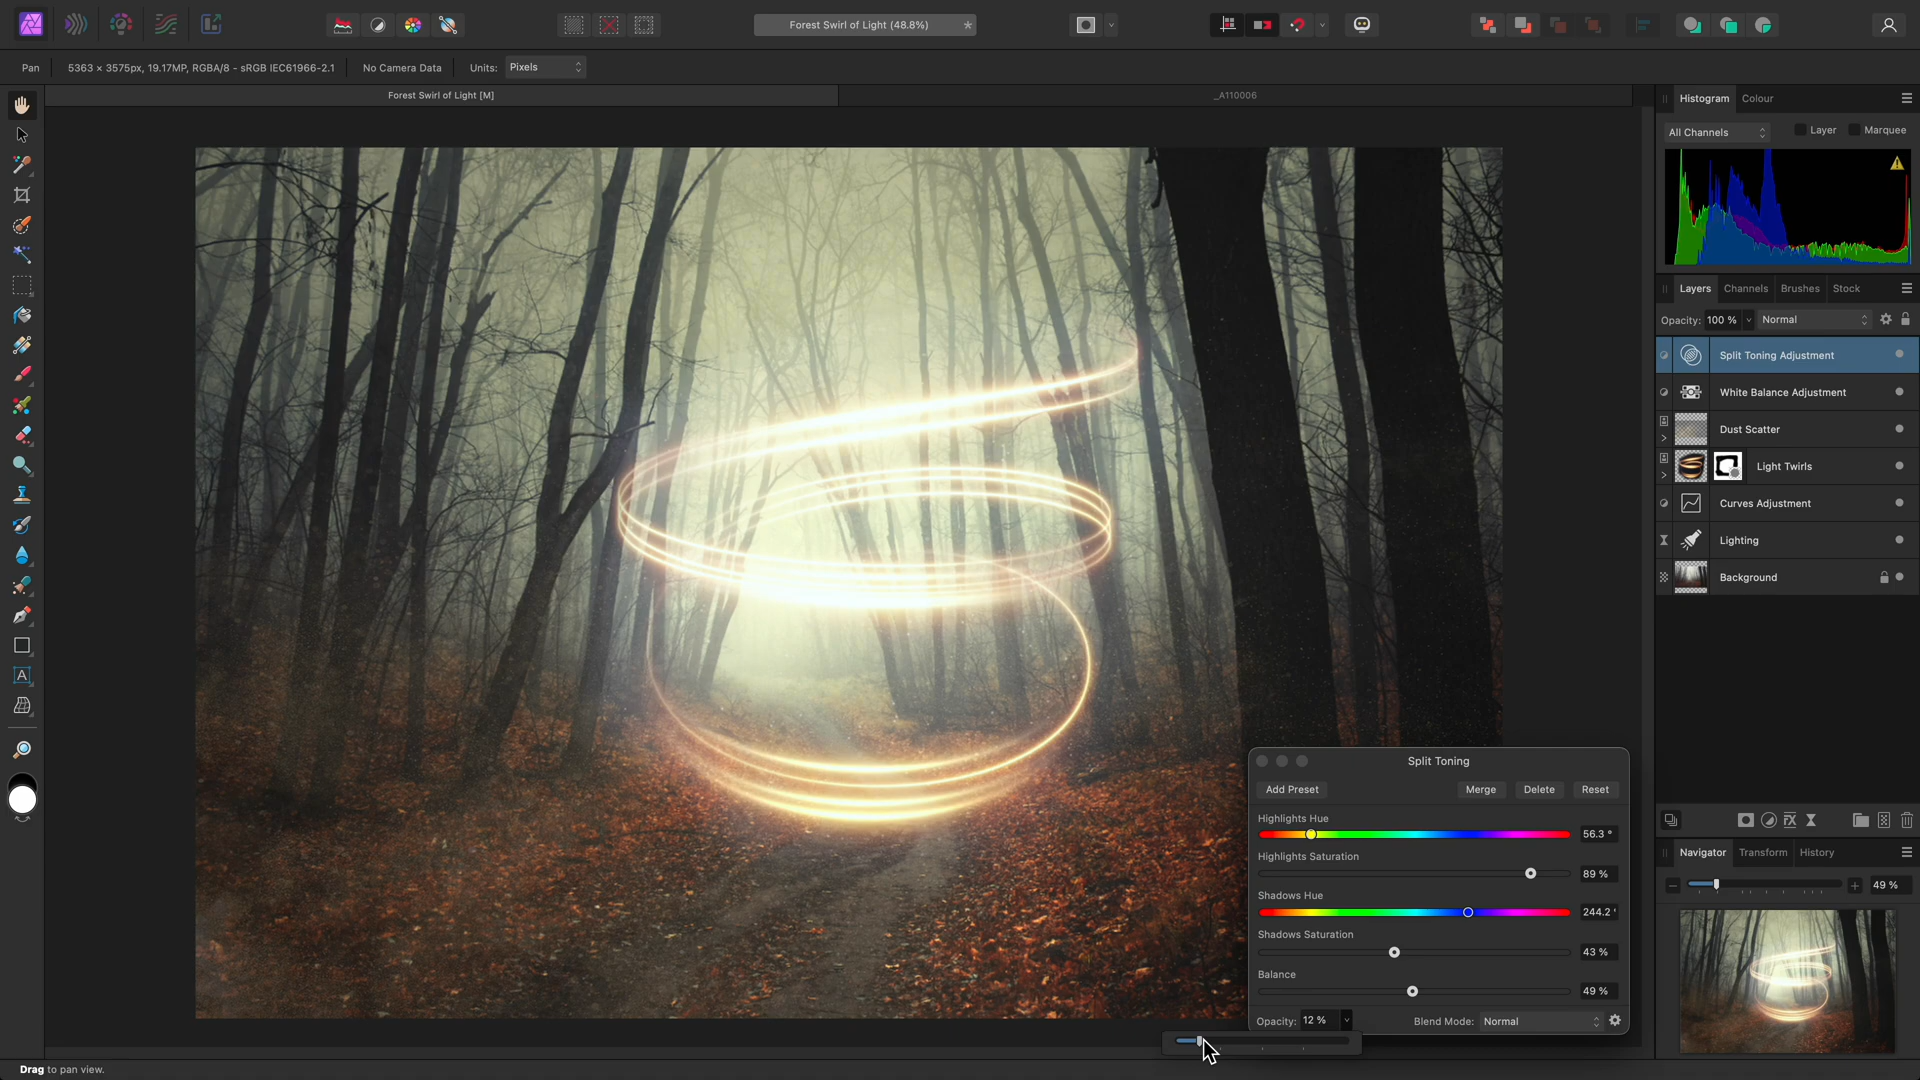 Forest Swirl of Light (48.8%) *
Pan
5363 × 3575px, 19.17MP, RGBA/8 - sRGB IEC61966-2.1
No Camera Data
Units: Pixels
Forest Swirl of Light [M]
_A110006
Histogram Colour
All Channels Layer Marquee
Layers Channels Brushes Stock
Opacity: 100 % Normal
Split Toning Adjustment
White Balance Adjustment
Dust Scatter
Light Twirls
Curves Adjustment
Lighting
Background
Split Toning
Add Preset Merge Delete Reset
Highlights Hue
56.3 °
Highlights Saturation
89 %
Shadows Hue
244.2 °
Shadows Saturation
43 %
Balance
49 %
Opacity: 12 % Blend Mode: Normal
Navigator Transform History
49 %
Drag to pan view.